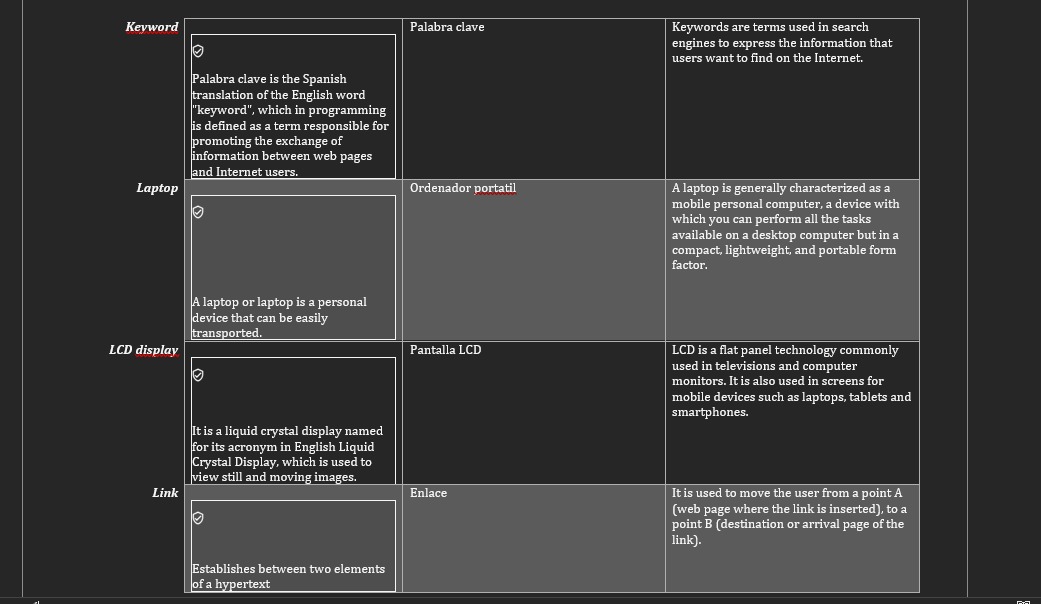 Keyword
Palabra clave is the Spanish
translation of the English word
"keyword", which in programming
is defined as a term responsible for
promoting the exchange of
information between web pages
and Internet users.
Palabra clave
Keywords are terms used in search
engines to express the information that
users want to find on the Internet.
Laptop
A laptop or laptop is a personal
device that can be easily
transported.
Ordenador portatil
A laptop is generally characterized as a
mobile personal computer, a device with
which you can perform all the tasks
available on a desktop computer but in a
compact, lightweight, and portable form
factor.
LCD display
It is a liquid crystal display named
for its acronym in English Liquid
Crystal Display, which is used to
view still and moving images.
Pantalla LCD
LCD is a flat panel technology commonly
used in televisions and computer
monitors. It is also used in screens for
mobile devices such as laptops, tablets and
smartphones.
Link
Establishes between two elements
of a hypertext
Enlace
It is used to move the user from a point A
(web page where the link is inserted), to a
point B (destination or arrival page of the
link).